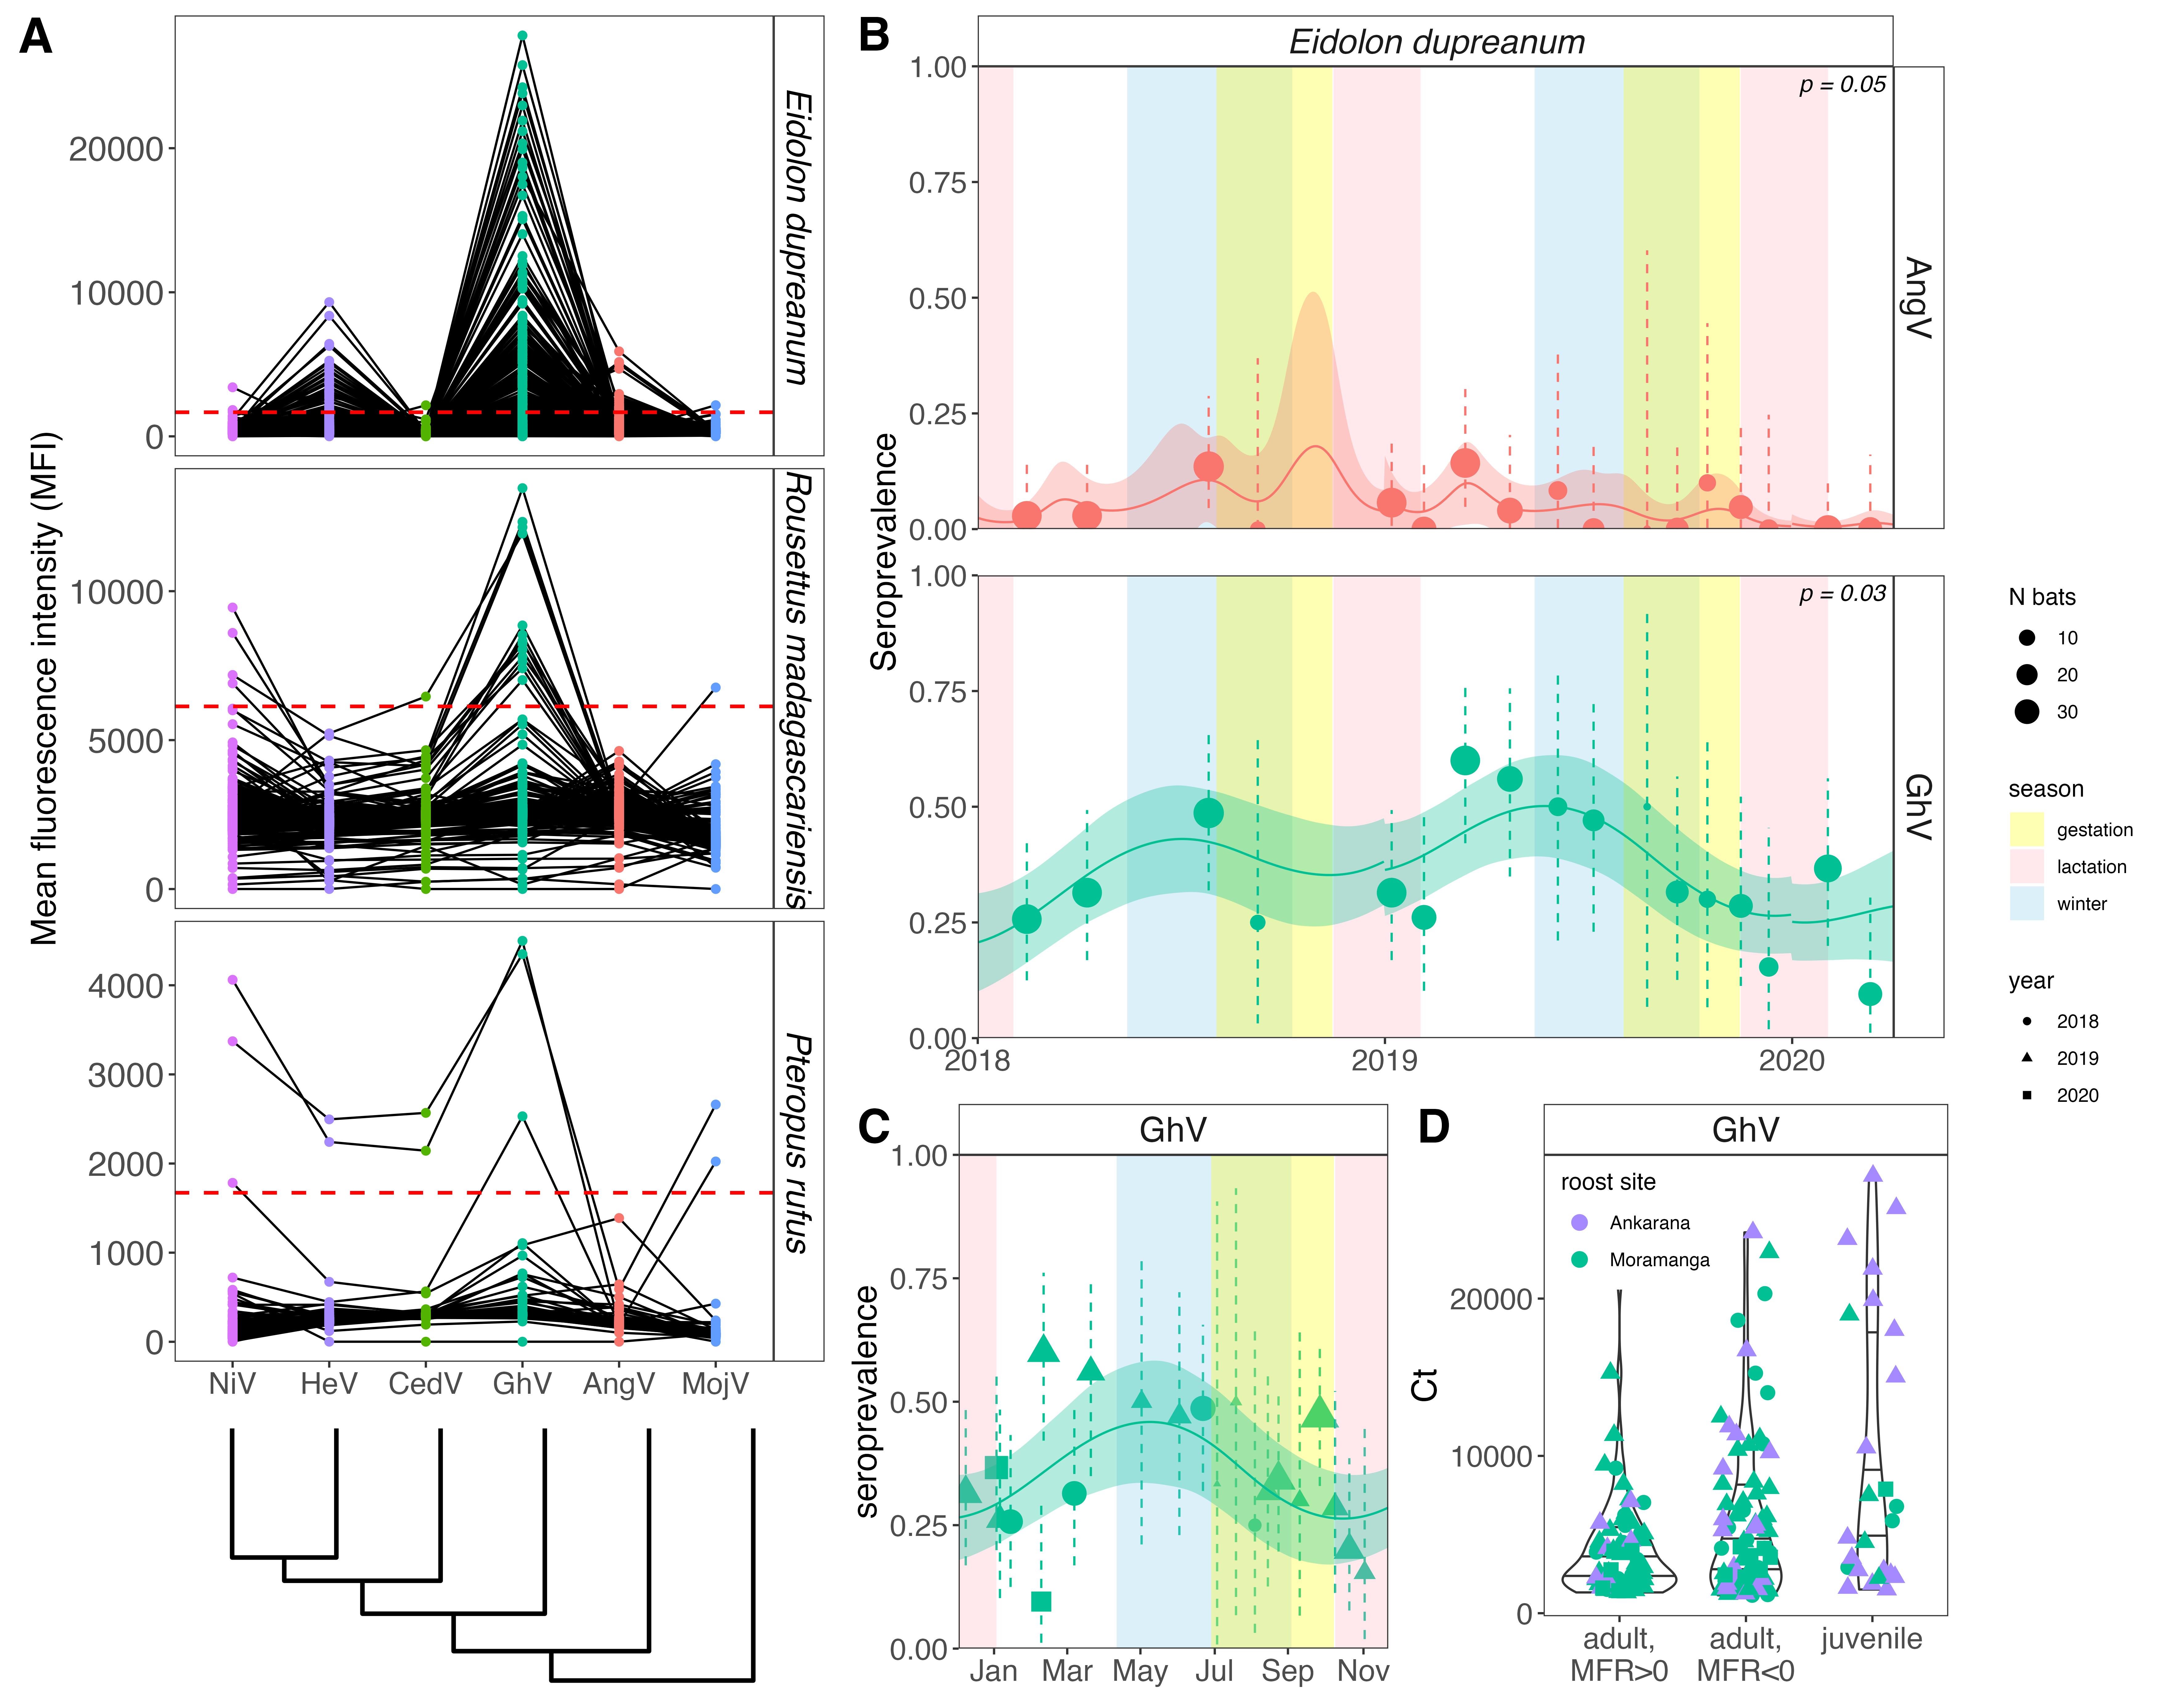 A
Mean fluorescence intensity (MFI)
20000
10000
0
Eidolon dupreanum
10000
5000
0
Rousettus madagascariensis
4000
3000
2000
1000
0
Pteropus rufus
NiV HeV CedV GhV AngV MojV
B
Eidolon dupreanum
Seroprevalence
1.00
0.75
0.50
0.25
0.00
p = 0.05
AngV
1.00
0.75
0.50
0.25
0.00
p = 0.03
GhV
2018 2019 2020
N bats
10
20
30
season
gestation
lactation
winter
year
2018
2019
2020
C
GhV
seroprevalence
1.00
0.75
0.50
0.25
0.00
Jan Mar May Jul Sep Nov
D
GhV
Ct
roost site
Ankarana
Moramanga
20000
10000
0
adult, adult, juvenile
MFR>0 MFR<0